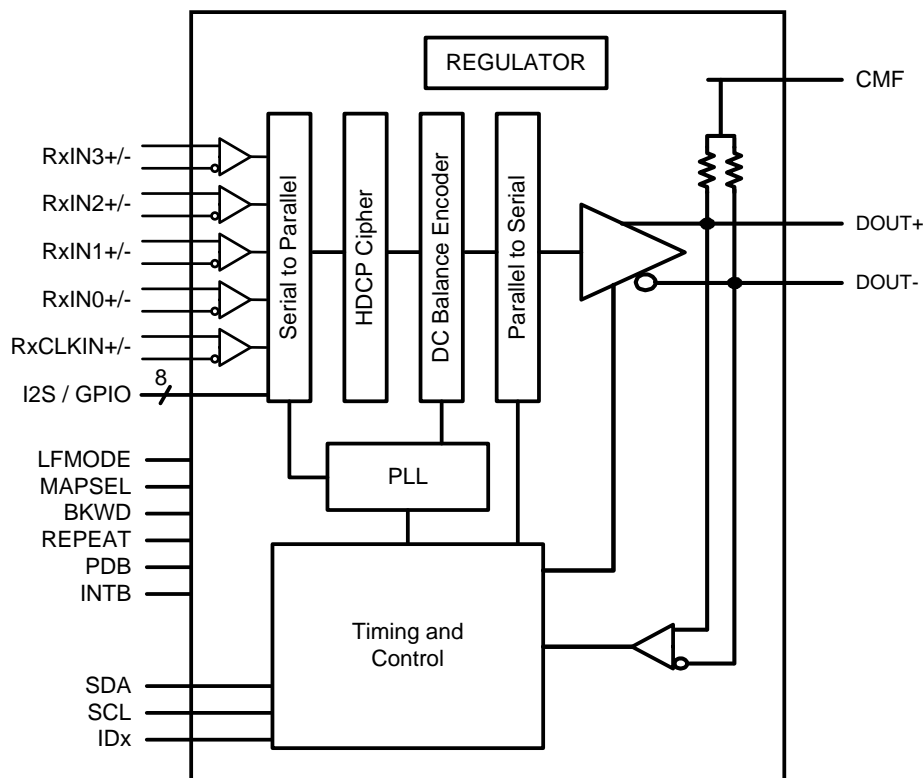 REGULATOR
CMF
RxIN3+/-
RxIN2+/-
RxIN1+/-
RxIN0+/-
RxCLKIN+/-
I2S / GPIO
8
Serial to Parallel
HDCP Cipher
DC Balance Encoder
Parallel to Serial
DOUT+
DOUT-
LFMODE
MAPSEL
BKWD
REPEAT
PDB
INTB
PLL
Timing and
Control
SDA
SCL
IDx